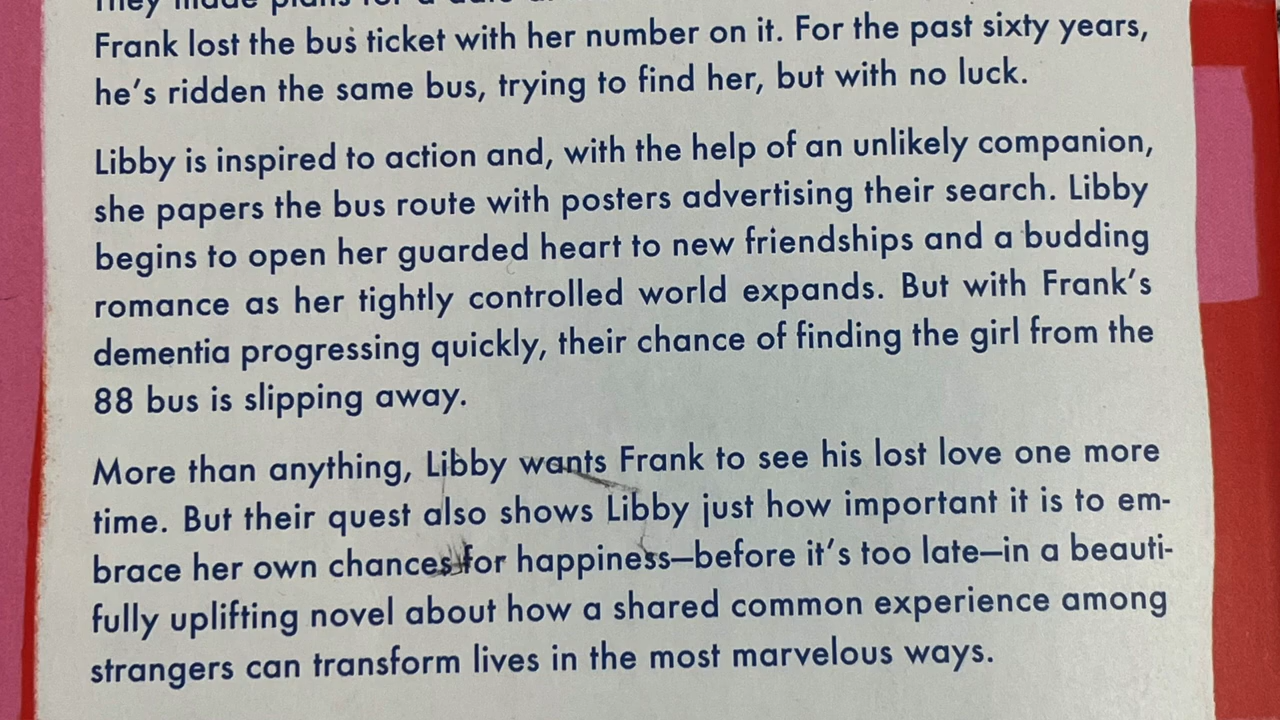 They made plans for a date
Frank lost the bus ticket with her number on it. For the past sixty years,
he's ridden the same bus, trying to find her, but with no luck.
Libby is inspired to action and, with the help of an unlikely companion,
she papers the bus route with posters advertising their search. Libby
begins to open her guarded heart to new friendships and a budding
romance as her tightly controlled world expands. But with Frank's
dementia progressing quickly, their chance of finding the girl from the
88 bus is slipping away.
More than anything, Libby wants Frank to see his lost love one more
time. But their quest also shows Libby just how important it is to em-
brace her own chances for happiness—before it's too late—in a beauti-
fully uplifting novel about how a shared common experience among
strangers can transform lives in the most marvelous ways.